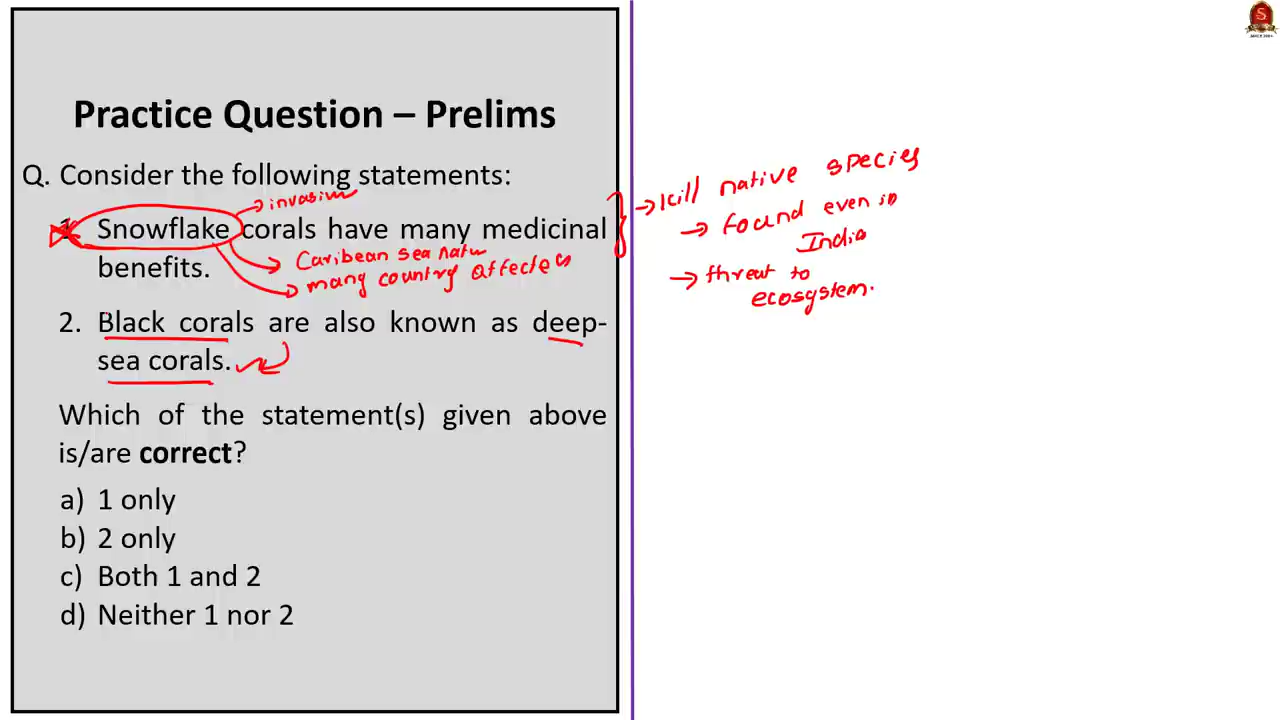 Practice Question – Prelims
Q. Consider the following statements:
→ invasive
1. Snowflake corals have many medicinal
benefits.
→ Caribean sea
→ many country affected
2. Black corals are also known as deep-
sea corals.
Which of the statement(s) given above
is/are correct?
a) 1 only
b) 2 only
c) Both 1 and 2
d) Neither 1 nor 2
→ kill native species
→ found even in
India
→ threat to
ecosystem.
S